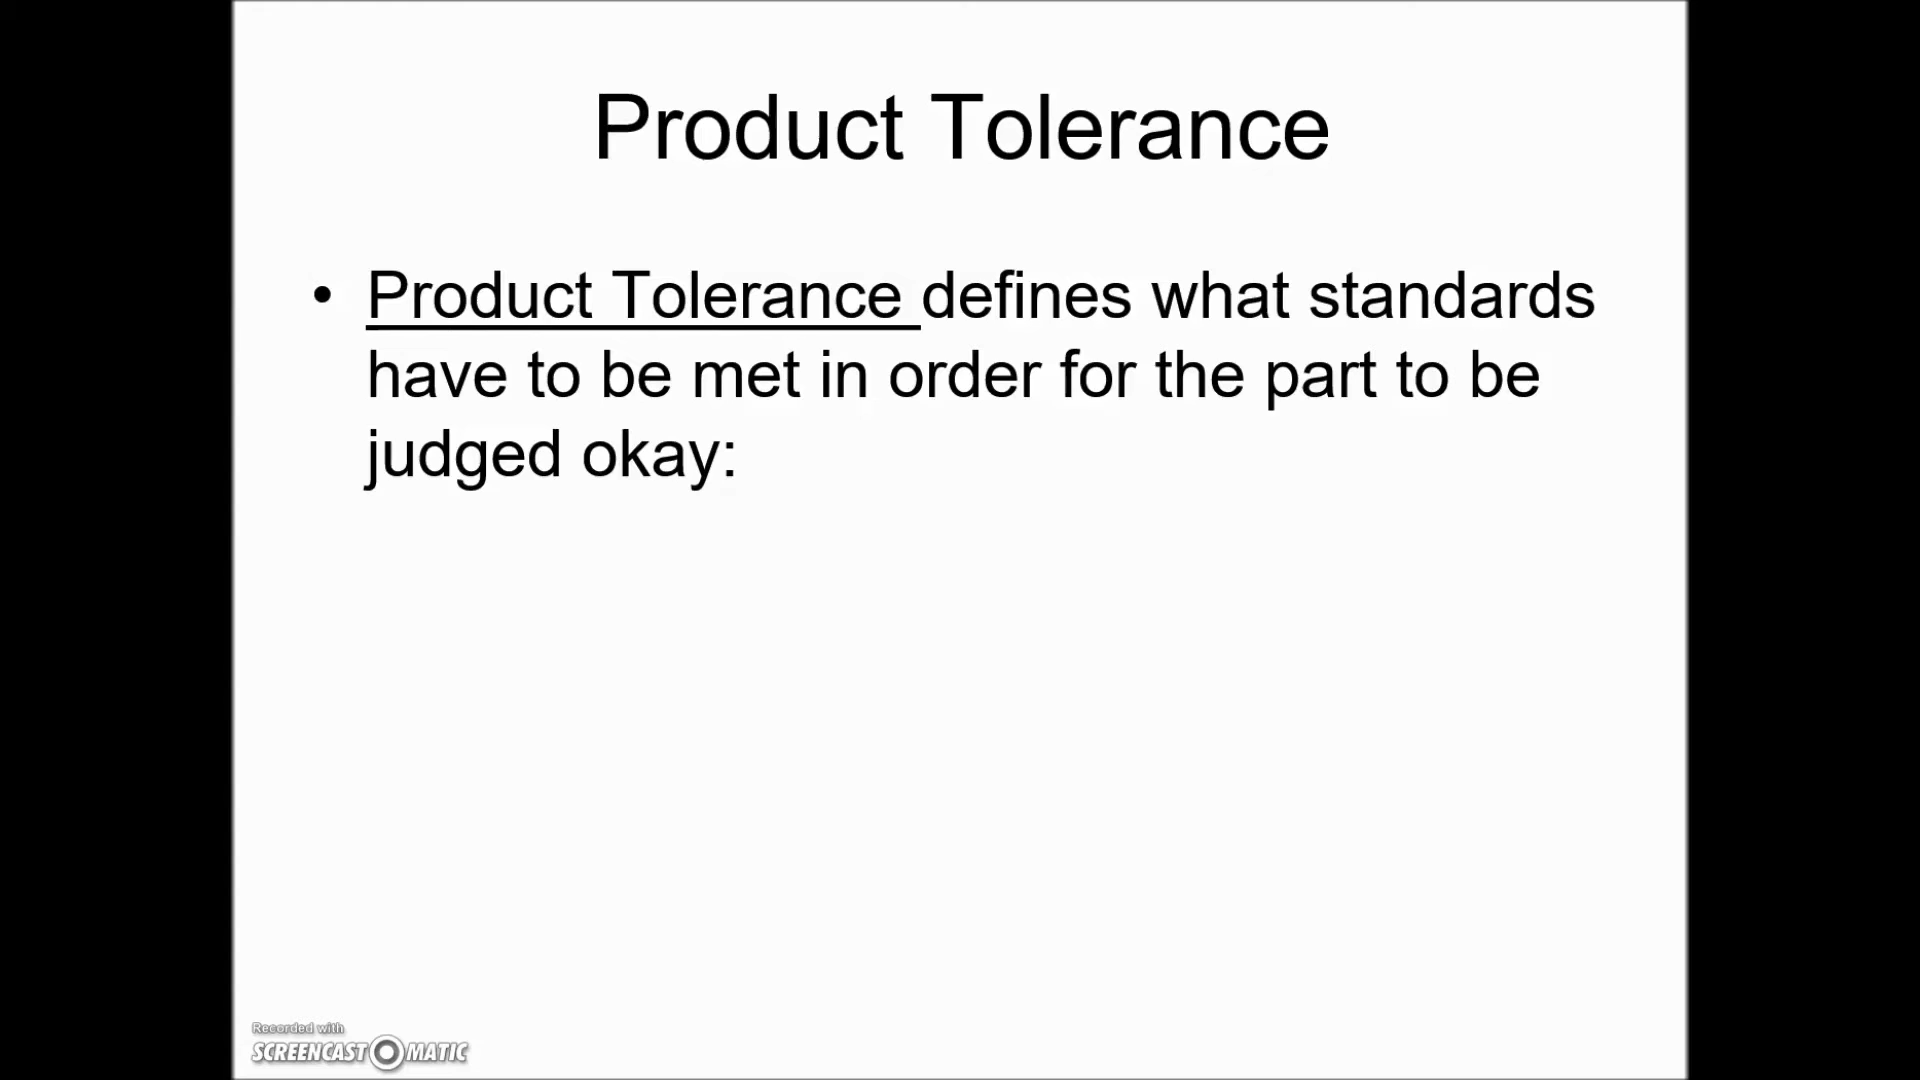 Product Tolerance
• Product Tolerance defines what standards
have to be met in order for the part to be
judged okay:
Recorded with
SCREENCAST MATIC